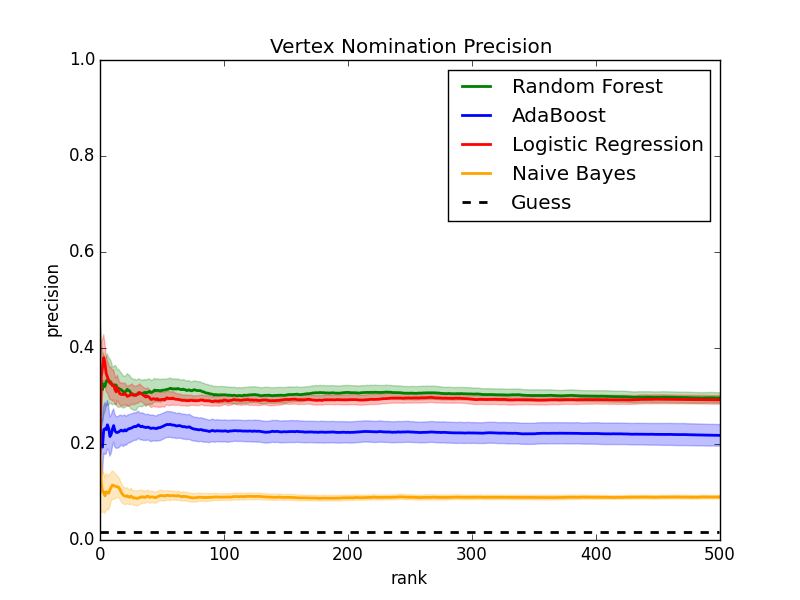 Vertex Nomination Precision
1.0
0.8
0.6
0.4
0.2
0.0
precision
Random Forest
AdaBoost
Logistic Regression
Naive Bayes
Guess
0 100 200 300 400 500
rank